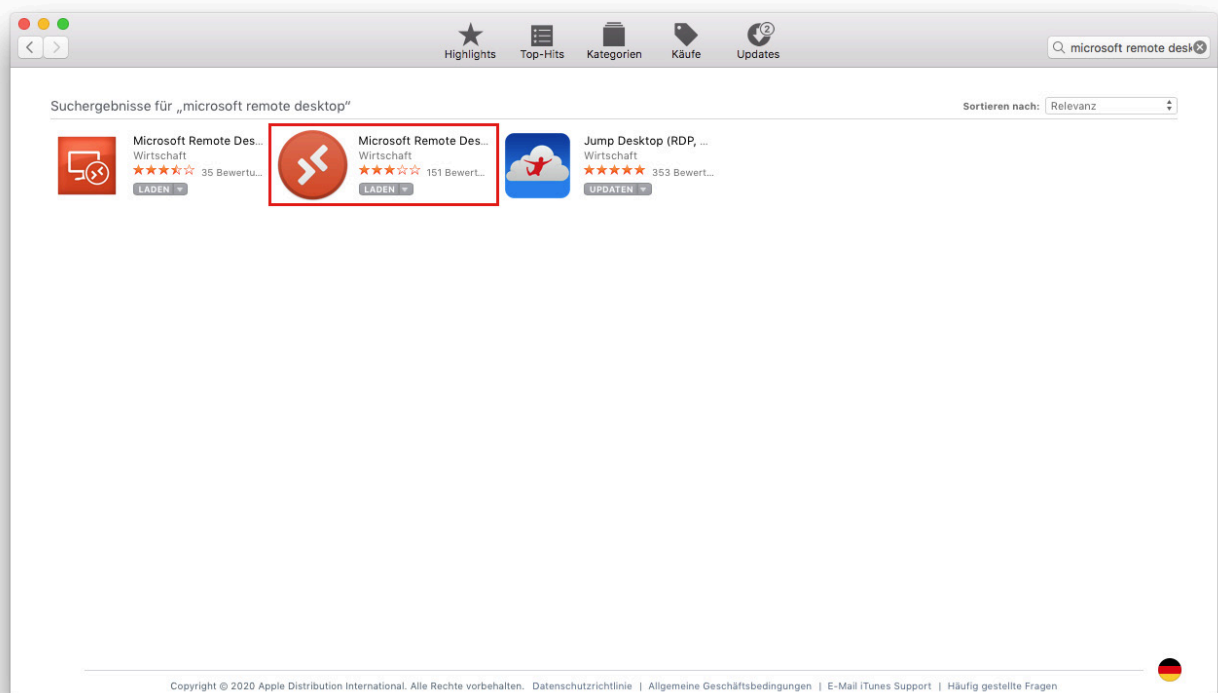 Highlights
Top-Hits
Kategorien
Käufe
Updates
2
microsoft remote desk
Suchergebnisse für „microsoft remote desktop“
Sortieren nach: Relevanz
Microsoft Remote Des...
Wirtschaft
35 Bewertu...
LADEN
Microsoft Remote Des...
Wirtschaft
151 Bewert...
LADEN
Jump Desktop (RDP, ...
Wirtschaft
353 Bewert...
UPDATEN
Copyright © 2020 Apple Distribution International. Alle Rechte vorbehalten. Datenschutzrichtlinie | Allgemeine Geschäftsbedingungen | E-Mail iTunes Support | Häufig gestellte Fragen